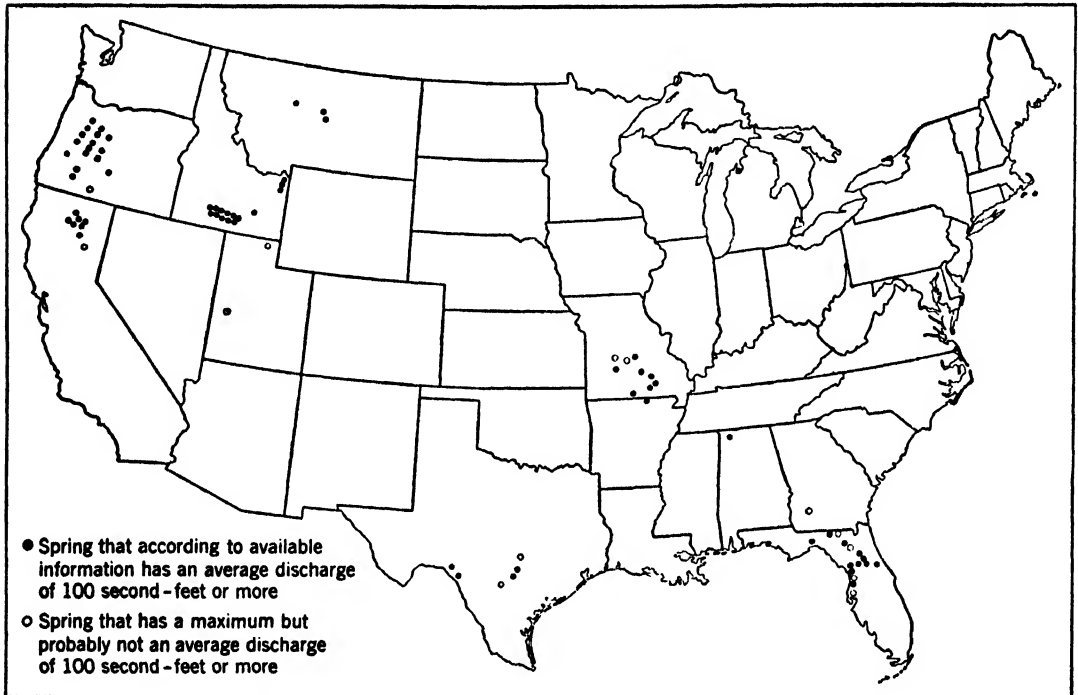 Spring that according to available
information has an average discharge
of 100 second-feet or more
Spring that has a maximum but
probably not an average discharge
of 100 second-feet or more